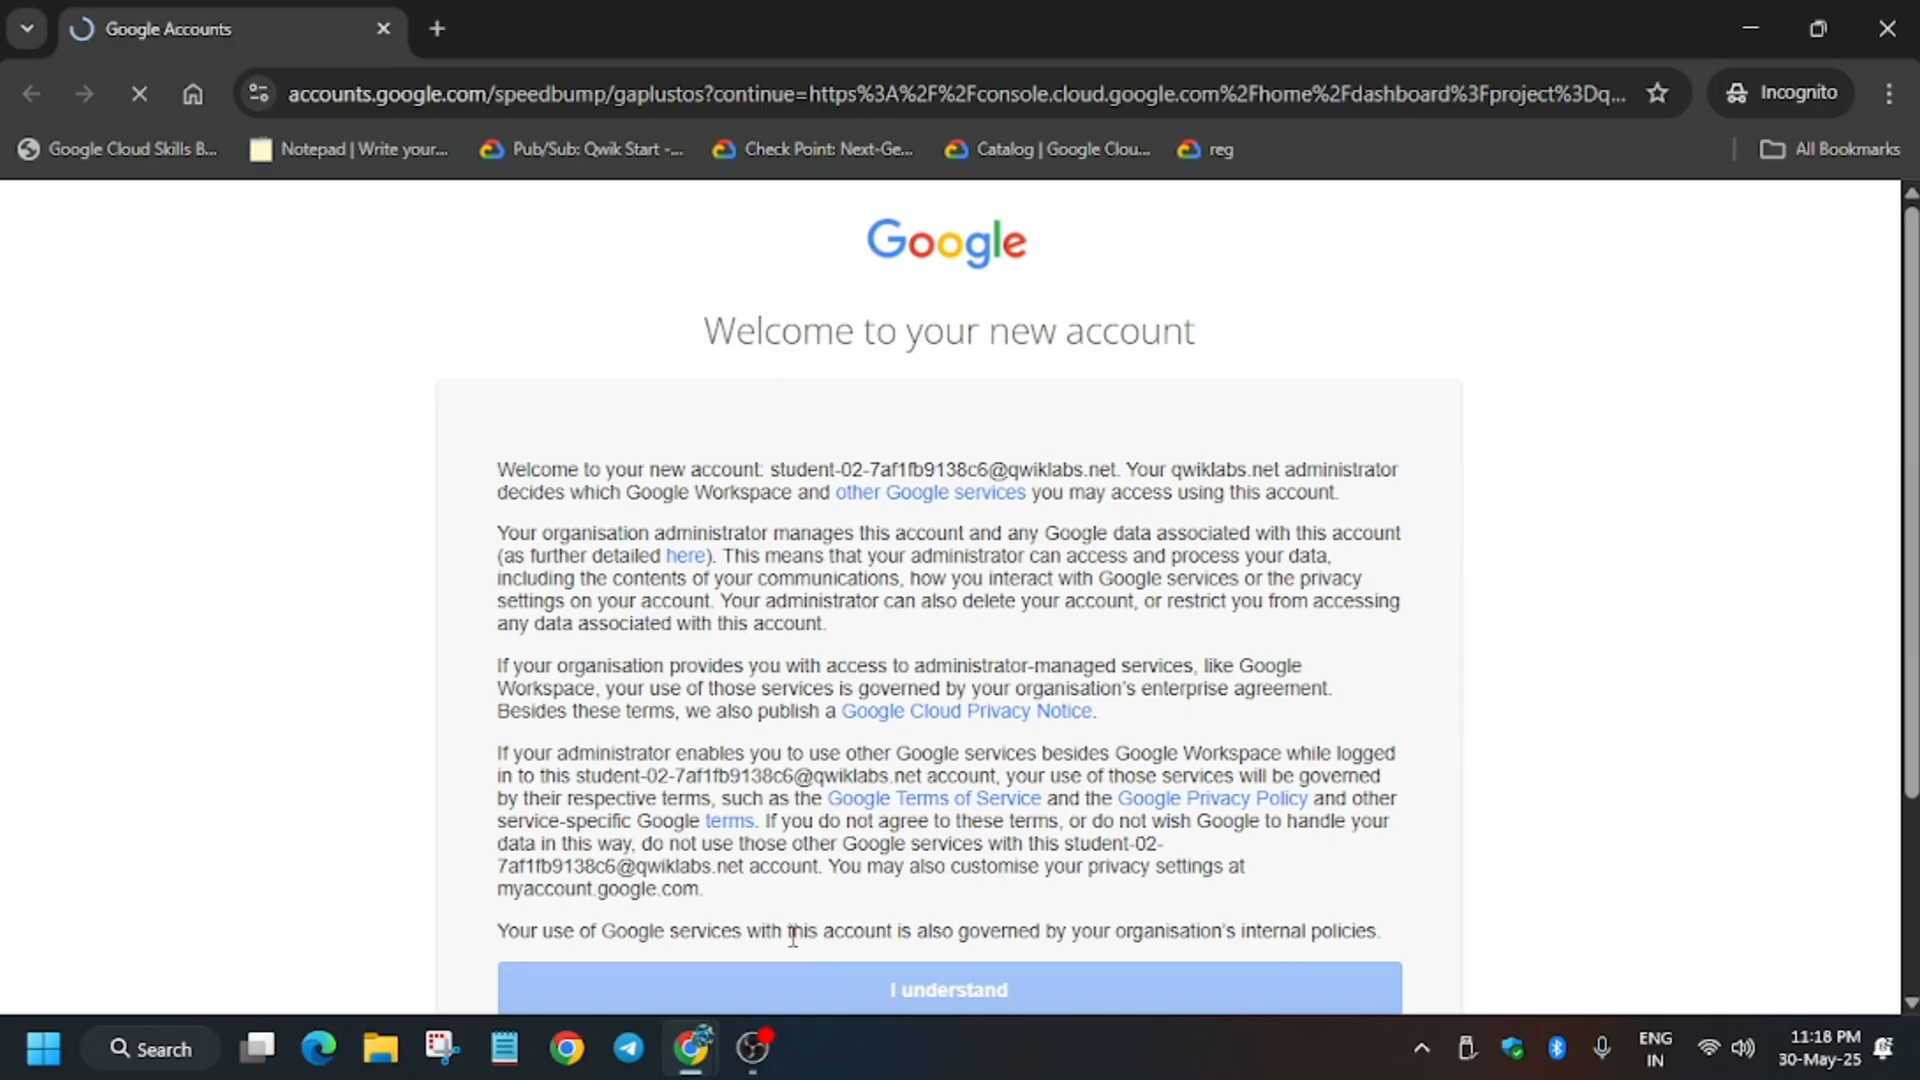 Google Accounts
accounts.google.com/speedbump/gaplustos?continue=https%3A%2F%2Fconsole.cloud.google.com%2Fhome%2Fdashboard%3Fproject%3Dq...
Incognito
Google Cloud Skills B...
Notepad | Write your...
Pub/Sub: Qwik Start -...
Check Point: Next-Ge...
Catalog | Google Clou...
reg
All Bookmarks
Google
Welcome to your new account
Welcome to your new account: student-02-7af1fb9138c6@qwiklabs.net. Your qwiklabs.net administrator
decides which Google Workspace and other Google services you may access using this account.
Your organisation administrator manages this account and any Google data associated with this account
(as further detailed here). This means that your administrator can access and process your data,
including the contents of your communications, how you interact with Google services or the privacy
settings on your account. Your administrator can also delete your account, or restrict you from accessing
any data associated with this account.
If your organisation provides you with access to administrator-managed services, like Google
Workspace, your use of those services is governed by your organisation's enterprise agreement.
Besides these terms, we also publish a Google Cloud Privacy Notice.
If your administrator enables you to use other Google services besides Google Workspace while logged
in to this student-02-7af1fb9138c6@qwiklabs.net account, your use of those services will be governed
by their respective terms, such as the Google Terms of Service and the Google Privacy Policy and other
service-specific Google terms. If you do not agree to these terms, or do not wish Google to handle your
data in this way, do not use those other Google services with this student-02-
7af1fb9138c6@qwiklabs.net account. You may also customise your privacy settings at
myaccount.google.com.
Your use of Google services with this account is also governed by your organisation's internal policies.
I understand
Search
ENG
IN
11:18 PM
30-May-25